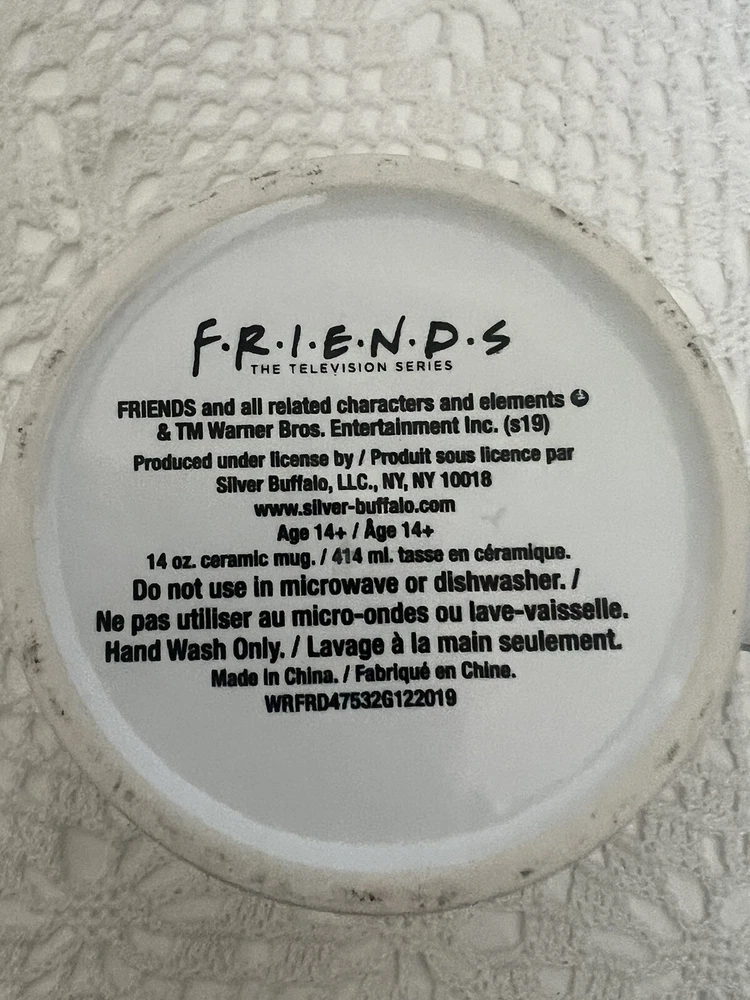 F·R·I·E·N·D·S
THE TELEVISION SERIES
FRIENDS and all related characters and elements ©
& TM Warner Bros. Entertainment Inc. (s19)
Produced under license by / Produit sous licence par
Silver Buffalo, LLC., NY, NY 10018
www.silver-buffalo.com
Age 14+ / Âge 14+
14 oz. ceramic mug. / 414 ml. tasse en céramique.
Do not use in microwave or dishwasher. /
Ne pas utiliser au micro-ondes ou lave-vaisselle.
Hand Wash Only. / Lavage à la main seulement.
Made in China. / Fabriqué en Chine.
WRFRD47532G122019